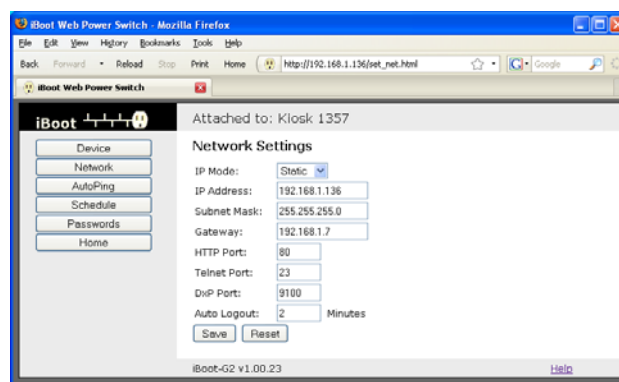 iBoot Web Power Switch - Mozilla Firefox
File Edit View History Bookmarks Tools Help
Back Forward Reload Stop Print Home http://192.168.1.136/set_net.html Google
iBoot Web Power Switch
iBoot
Attached to: Kiosk 1357
Device
Network
AutoPing
Schedule
Passwords
Home
Network Settings
IP Mode: Static
IP Address: 192.168.1.136
Subnet Mask: 255.255.255.0
Gateway: 192.168.1.7
HTTP Port: 80
Telnet Port: 23
DxP Port: 9100
Auto Logout: 2 Minutes
Save Reset
iBoot-G2 v1.00.23 Help